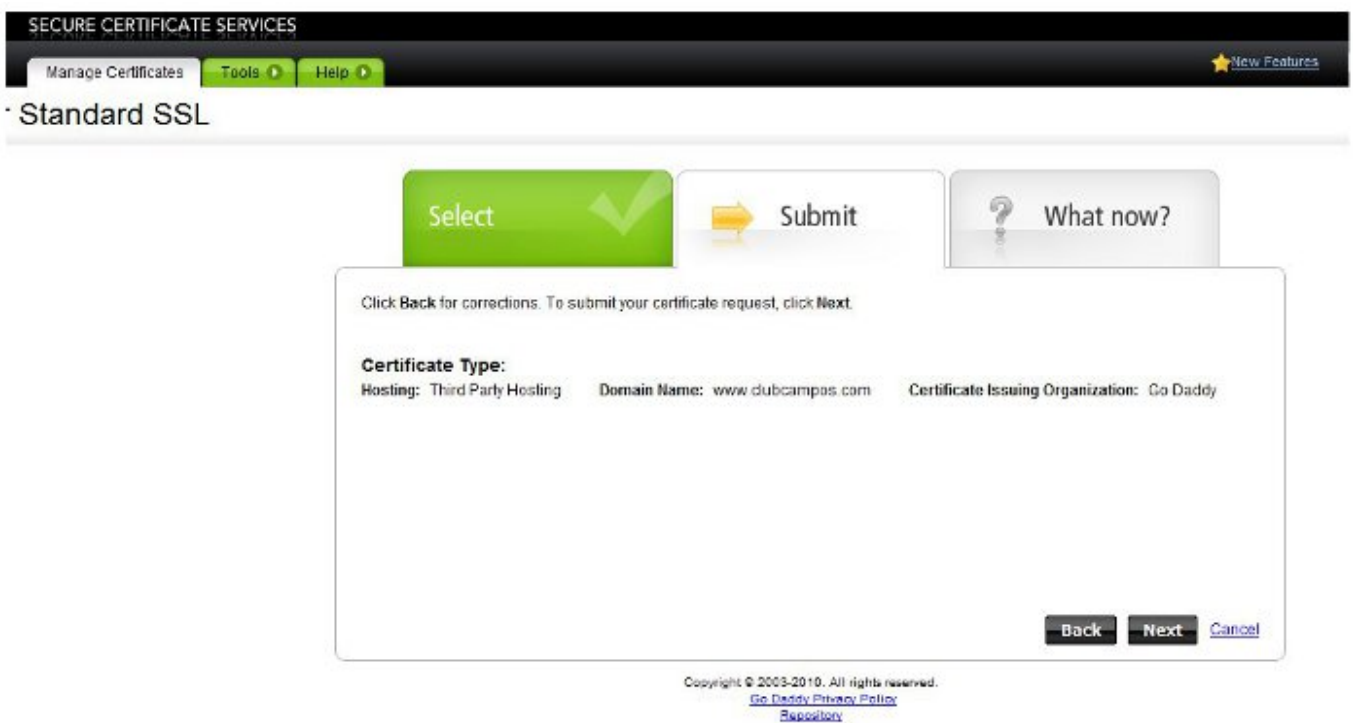 SECURE CERTIFICATE SERVICES
Manage Certificates Tools Help New Features
Standard SSL
Select Submit What now?
Click Back for corrections. To submit your certificate request, click Next.
Certificate Type:
Hosting: Third Party Hosting Domain Name: www.clubcampos.com Certificate Issuing Organization: Go Daddy
Back Next Cancel
Copyright © 2003-2010. All rights reserved.
Go Daddy Privacy Policy
Repository